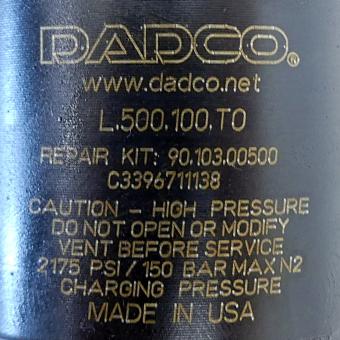 DADCO®
www.dadco.net
L.500.100.TO
REPAIR KIT: 90.103.00500
C3396711138
CAUTION - HIGH PRESSURE
DO NOT OPEN OR MODIFY
VENT BEFORE SERVICE
2175 PSI / 150 BAR MAX N2
CHARGING PRESSURE
MADE IN USA